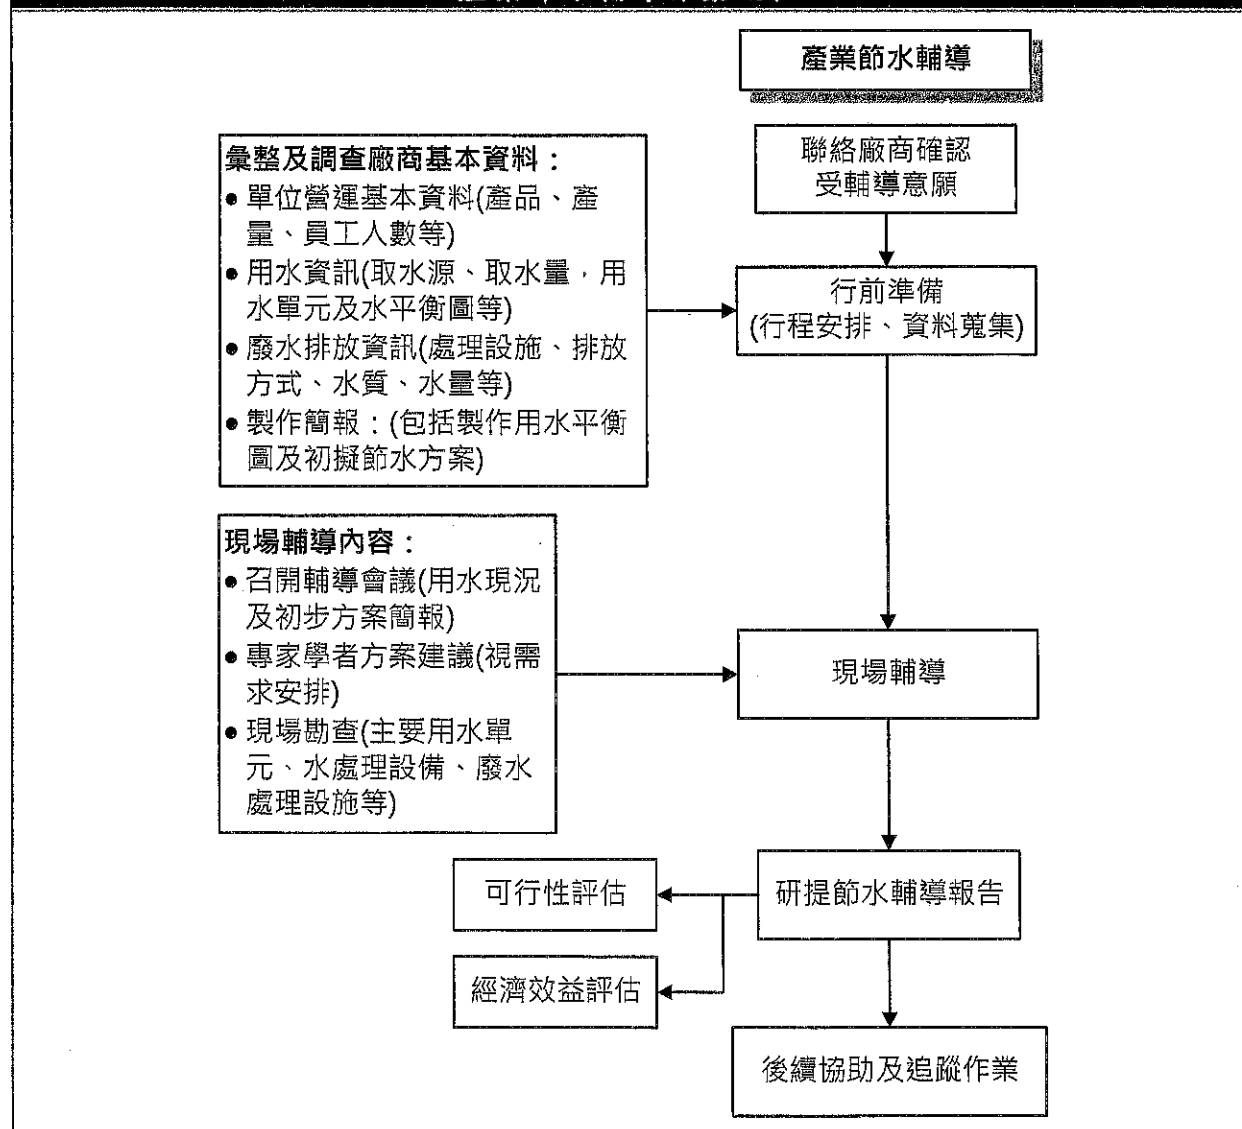 產業節水輔導
聯絡廠商確認
受輔導意願
彙整及調查廠商基本資料：
●單位營運基本資料(產品、產
量、員工人數等)
●用水資訊(取水源、取水量，用
水單元及水平衡圖等)
●廢水排放資訊(處理設施、排放
方式、水質、水量等)
●製作簡報：(包括製作用水平衡
圖及初擬節水方案)
行前準備
(行程安排、資料蒐集)
現場輔導內容：
●召開輔導會議(用水現況
及初步方案簡報)
●專家學者方案建議(視需
求安排)
●現場勘查(主要用水單
元、水處理設備、廢水
處理設施等)
現場輔導
可行性評估
研提節水輔導報告
經濟效益評估
後續協助及追蹤作業